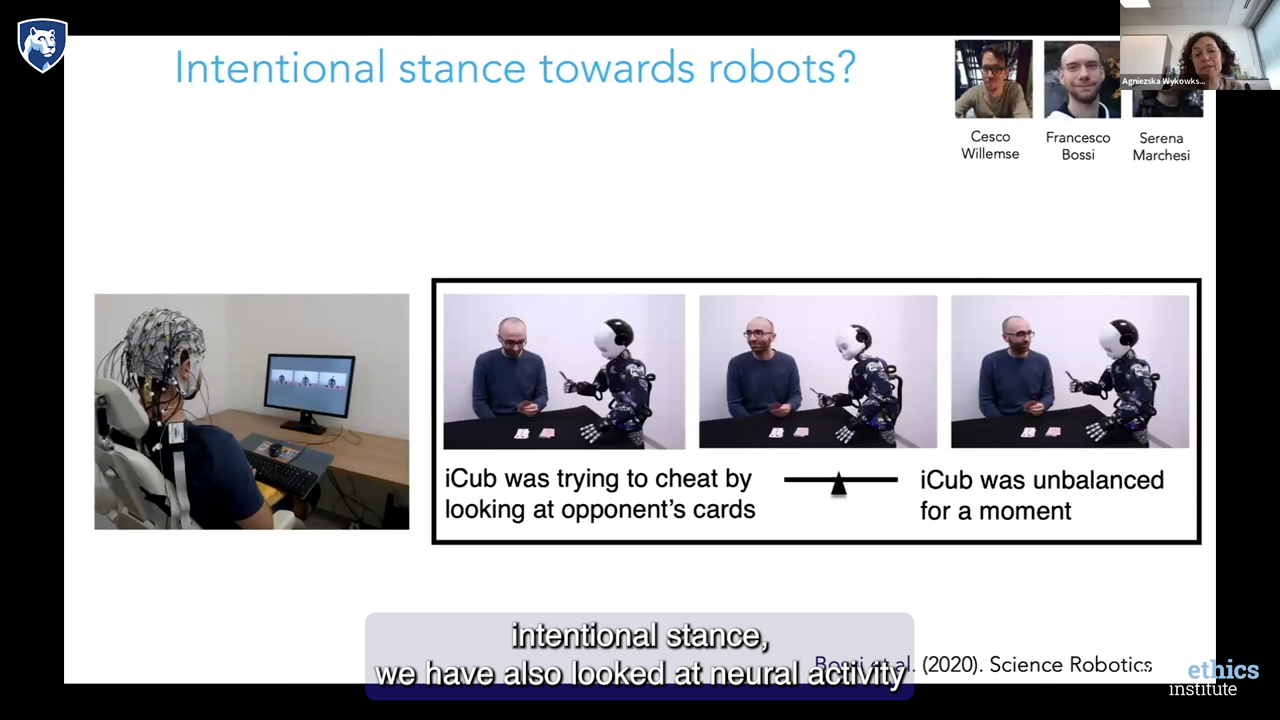 Intentional stance towards robots?
Agniezska Wykowks...
Cesco
Willemse
Francesco
Bossi
Serena
Marchesi
iCub was trying to cheat by
looking at opponent's cards
iCub was unbalanced
for a moment
intentional stance,
we have also looked at neural activity
Bossi et al. (2020). Science Robotics
ethics
institute